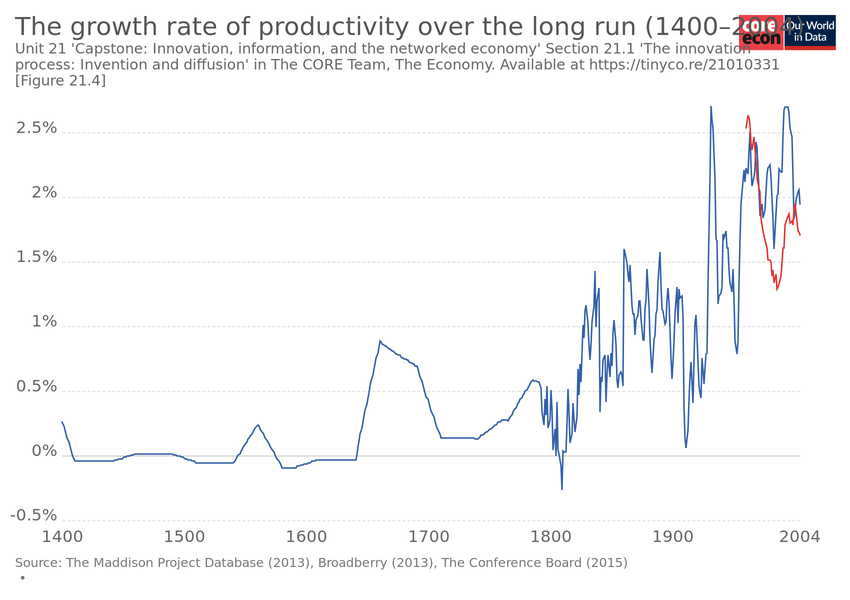 The growth rate of productivity over the long run (1400–2004)
core
econ
Our World
in Data
Unit 21 'Capstone: Innovation, information, and the networked economy' Section 21.1 'The innovation
process: Invention and diffusion' in The CORE Team, The Economy. Available at https://tinyco.re/21010331
[Figure 21.4]
2.5%
2%
1.5%
1%
0.5%
0%
-0.5%
1400
1500
1600
1700
1800
1900
2004
Source: The Maddison Project Database (2013), Broadberry (2013), The Conference Board (2015)
•